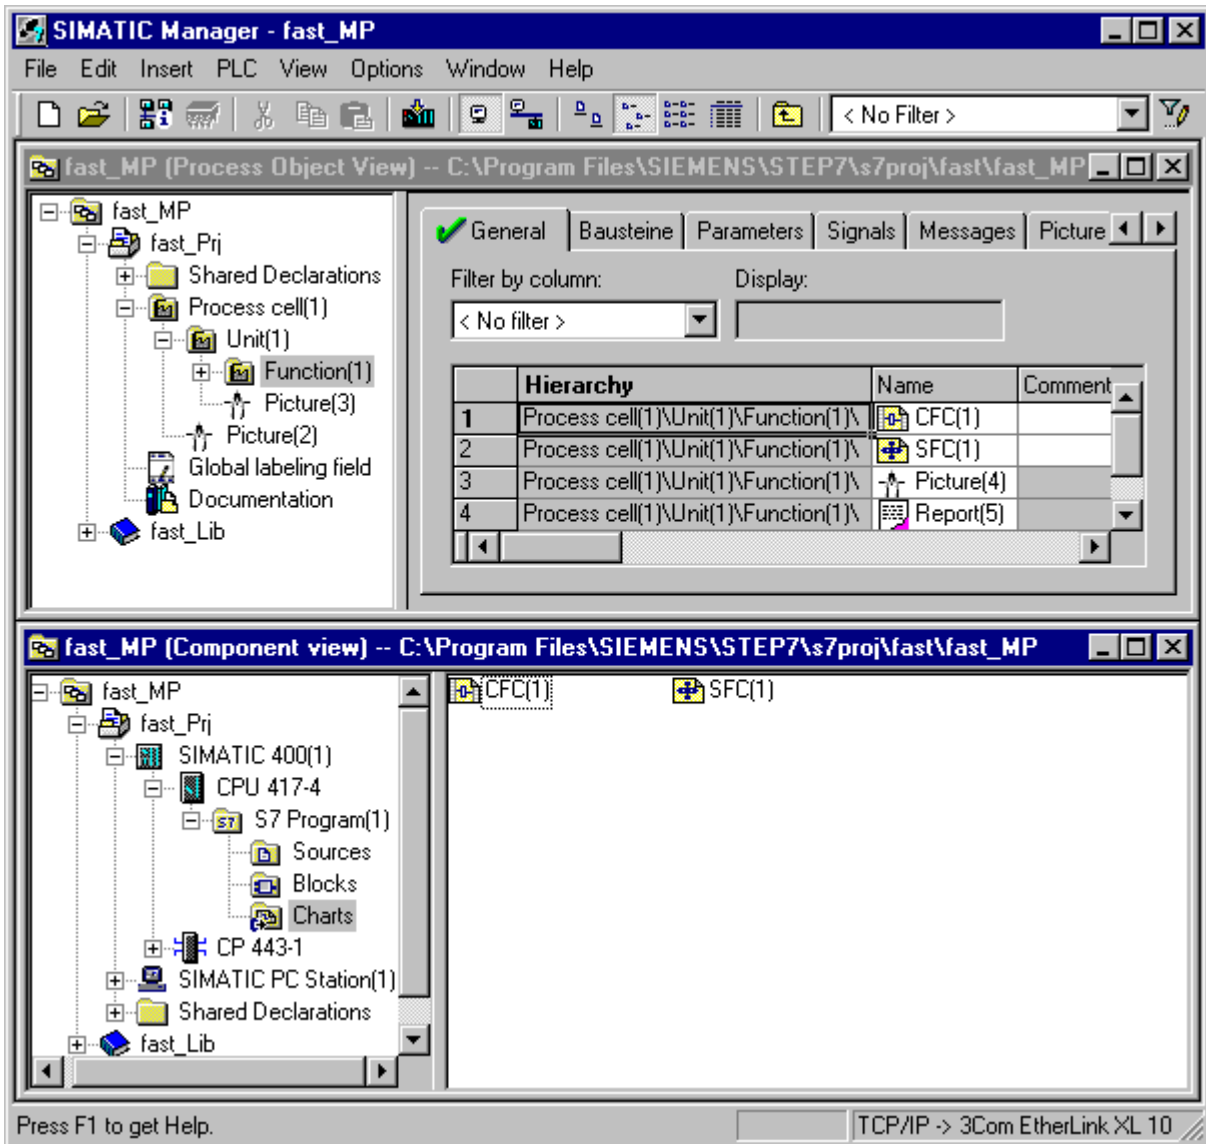 SIMATIC Manager - fast_MP
File Edit Insert PLC View Options Window Help
< No Filter >
fast_MP (Process Object View) -- C:\Program Files\SIEMENS\STEP7\s7proj\fast\fast_MP
fast_MP
fast_Prj
Shared Declarations
Process cell(1)
Unit(1)
Function(1)
Picture(3)
Picture(2)
Global labeling field
Documentation
fast_Lib
General Bausteine Parameters Signals Messages Picture
Filter by column: Display:
< No filter >
Hierarchy Name Comment
1 Process cell(1)\Unit(1)\Function(1)\ CFC(1)
2 Process cell(1)\Unit(1)\Function(1)\ SFC(1)
3 Process cell(1)\Unit(1)\Function(1)\ Picture(4)
4 Process cell(1)\Unit(1)\Function(1)\ Report(5)
fast_MP (Component view) -- C:\Program Files\SIEMENS\STEP7\s7proj\fast\fast_MP
fast_MP
fast_Prj
SIMATIC 400(1)
CPU 417-4
S7 Program(1)
Sources
Blocks
Charts
CP 443-1
SIMATIC PC Station(1)
Shared Declarations
fast_Lib
CFC(1) SFC(1)
Press F1 to get Help.
TCP/IP -> 3Com EtherLink XL 10